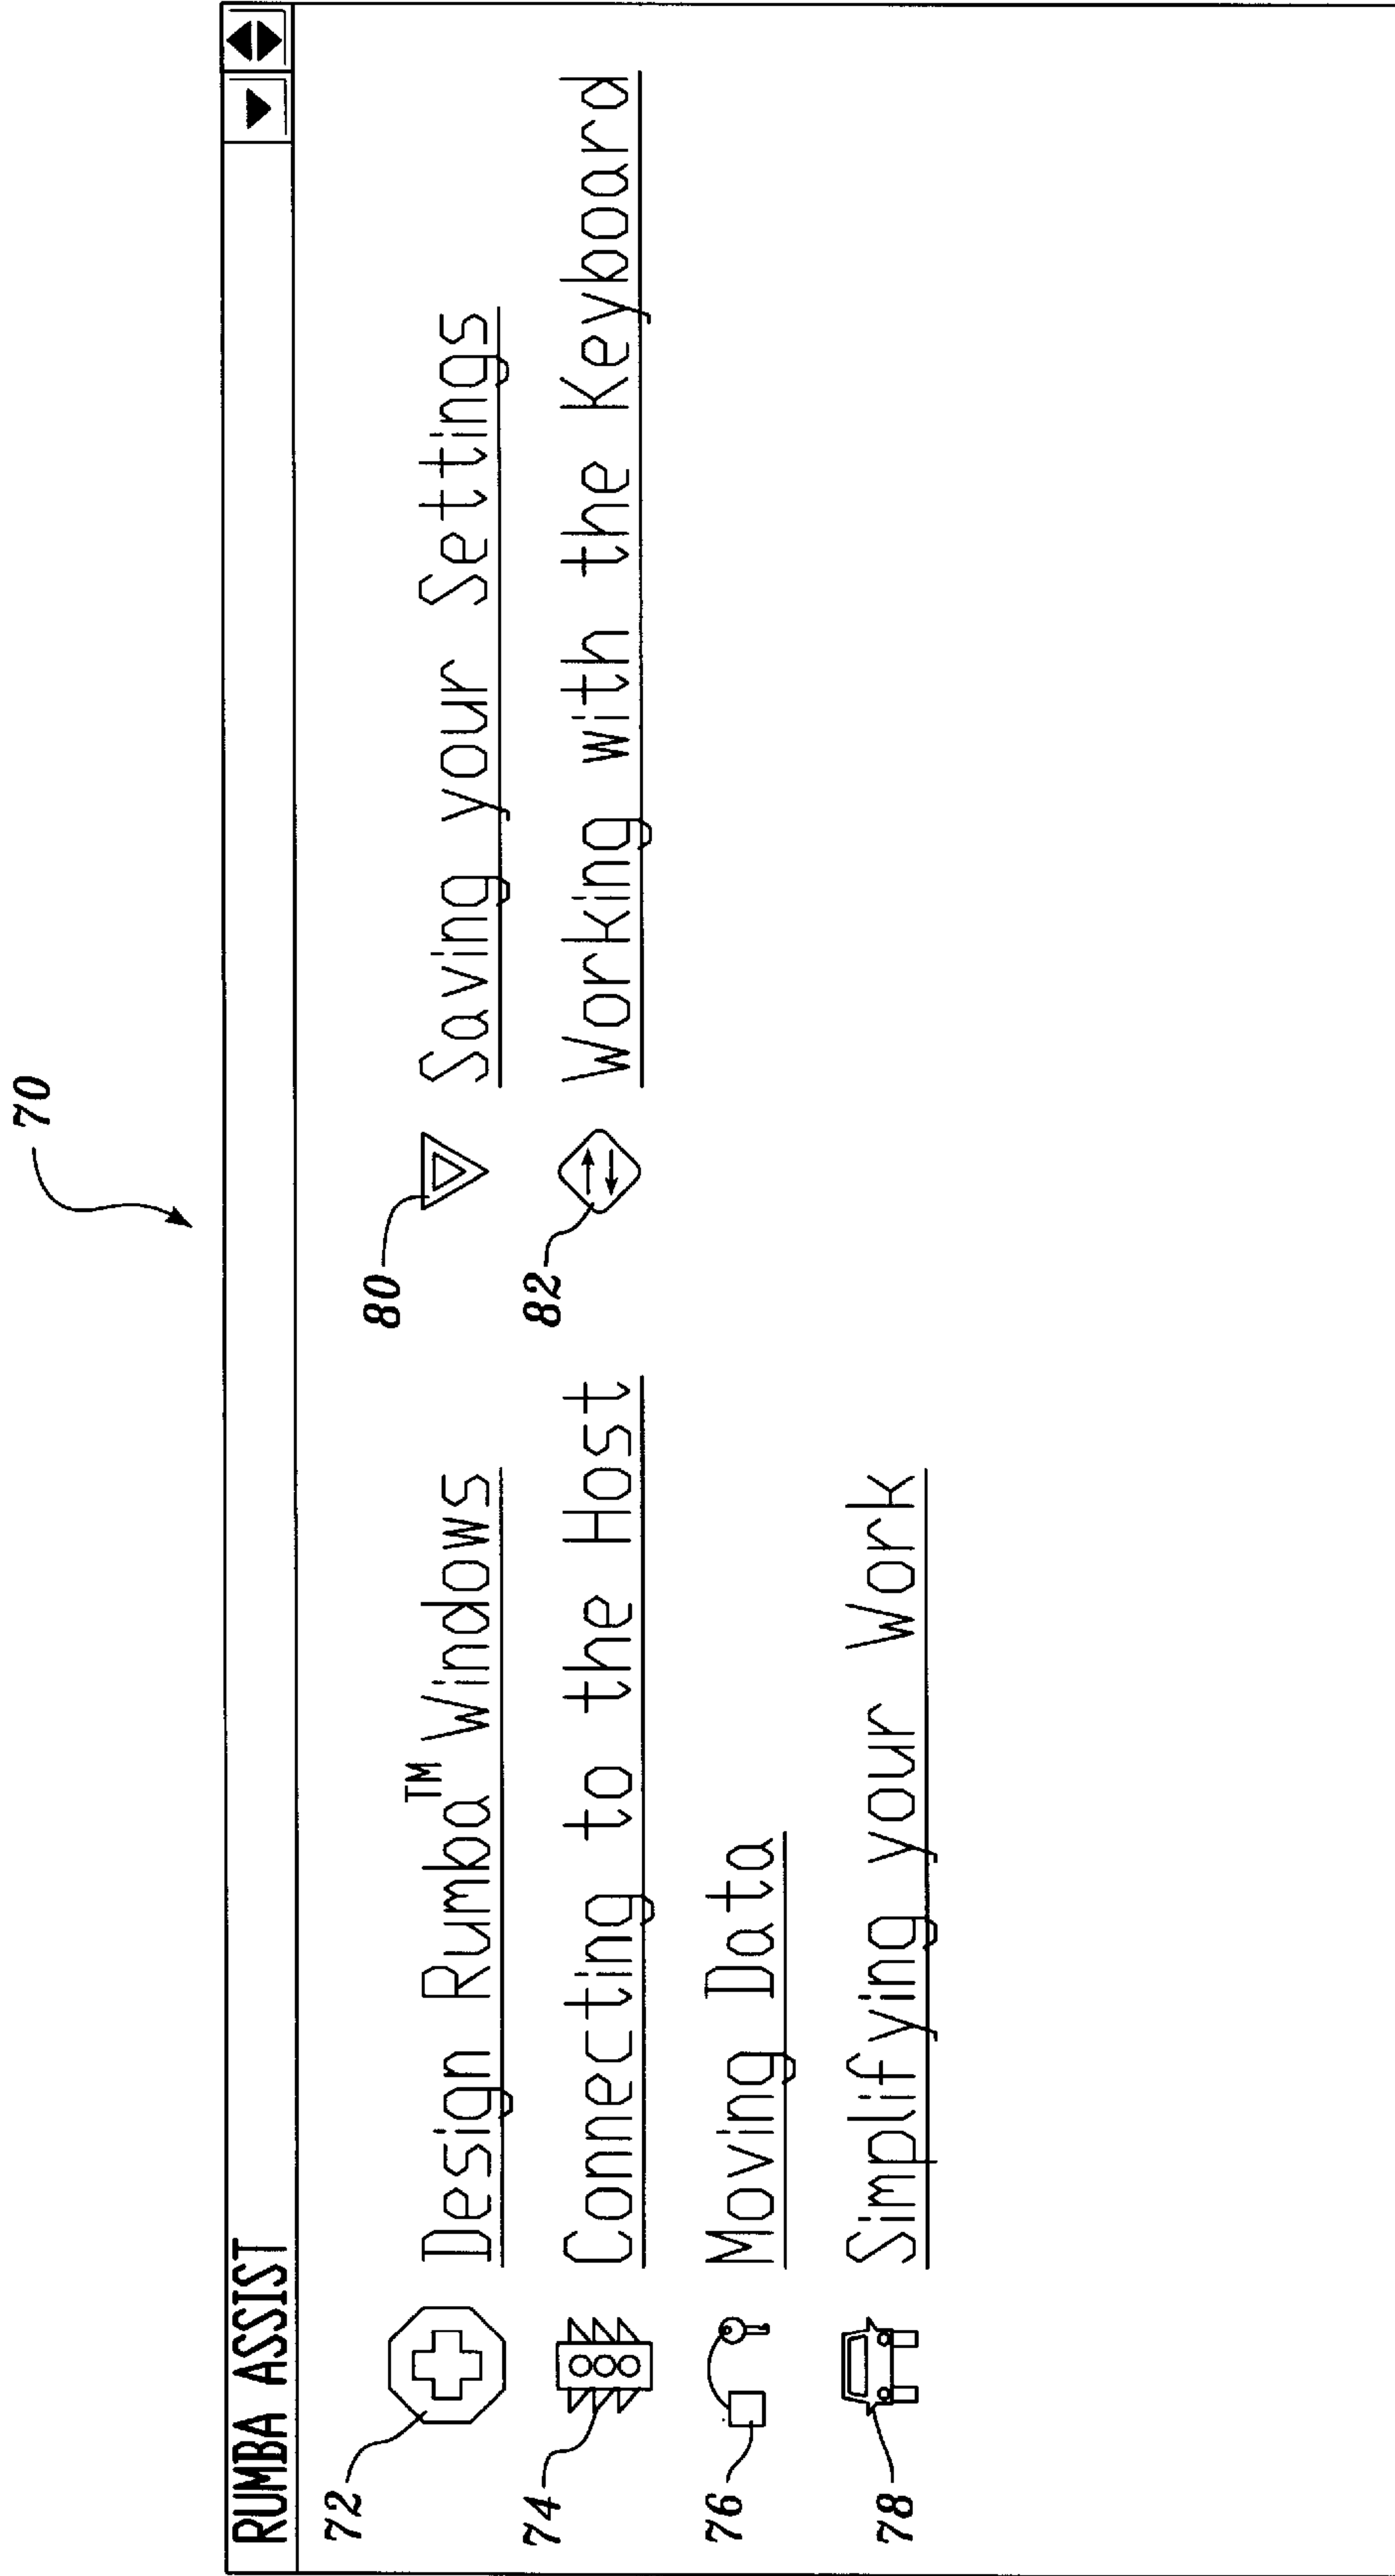 70
RUMBA ASSIST
72
Design Rumba™ Windows
74
Connecting to the Host
76
Moving Data
78
Simplifying your Work
80
Saving your Settings
82
Working with the Keyboard